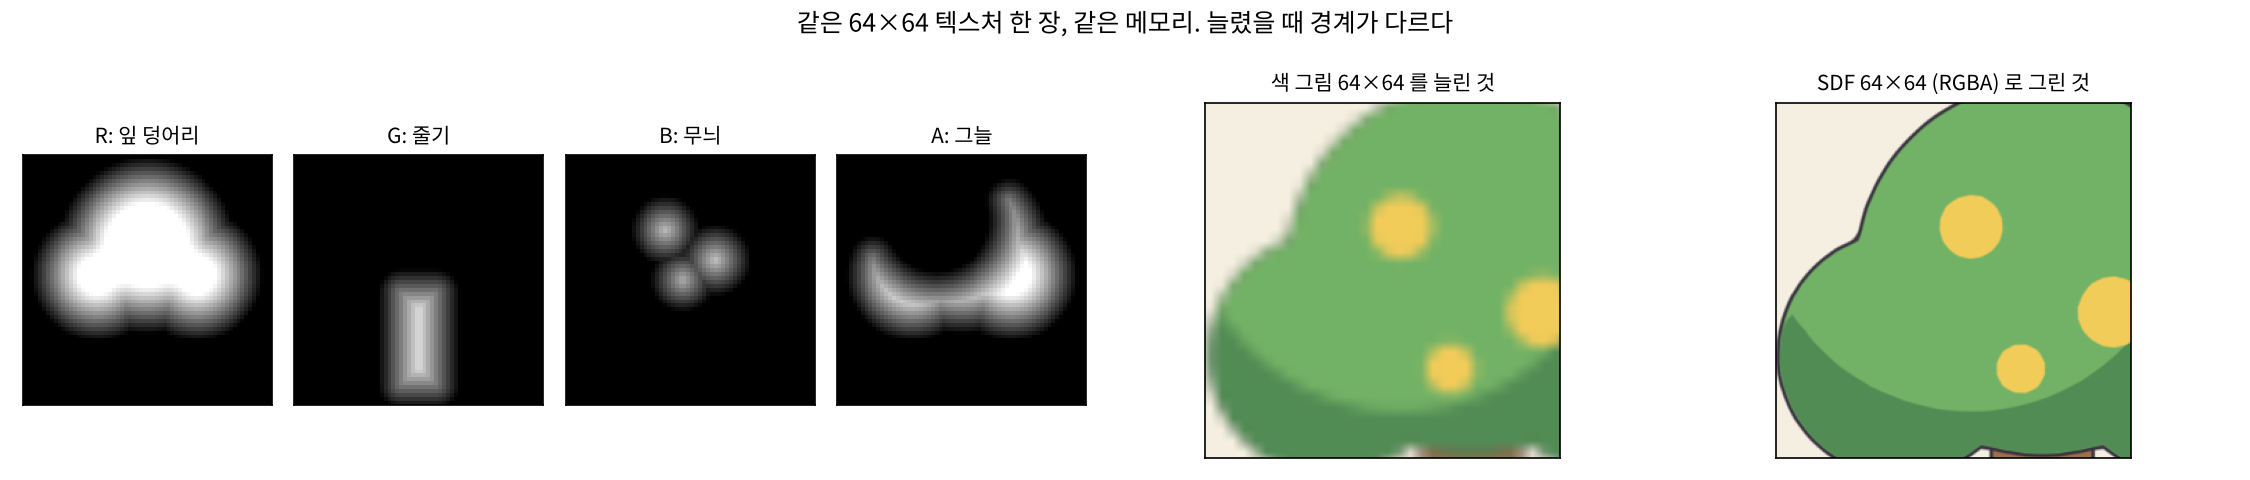 같은 64×64 텍스처 한 장, 같은 메모리. 늘렸을 때 경계가 다르다
색 그림 64×64 를 늘린 것
SDF 64×64 (RGBA) 로 그린 것
R: 잎 덩어리
G: 줄기
B: 무늬
A: 그늘